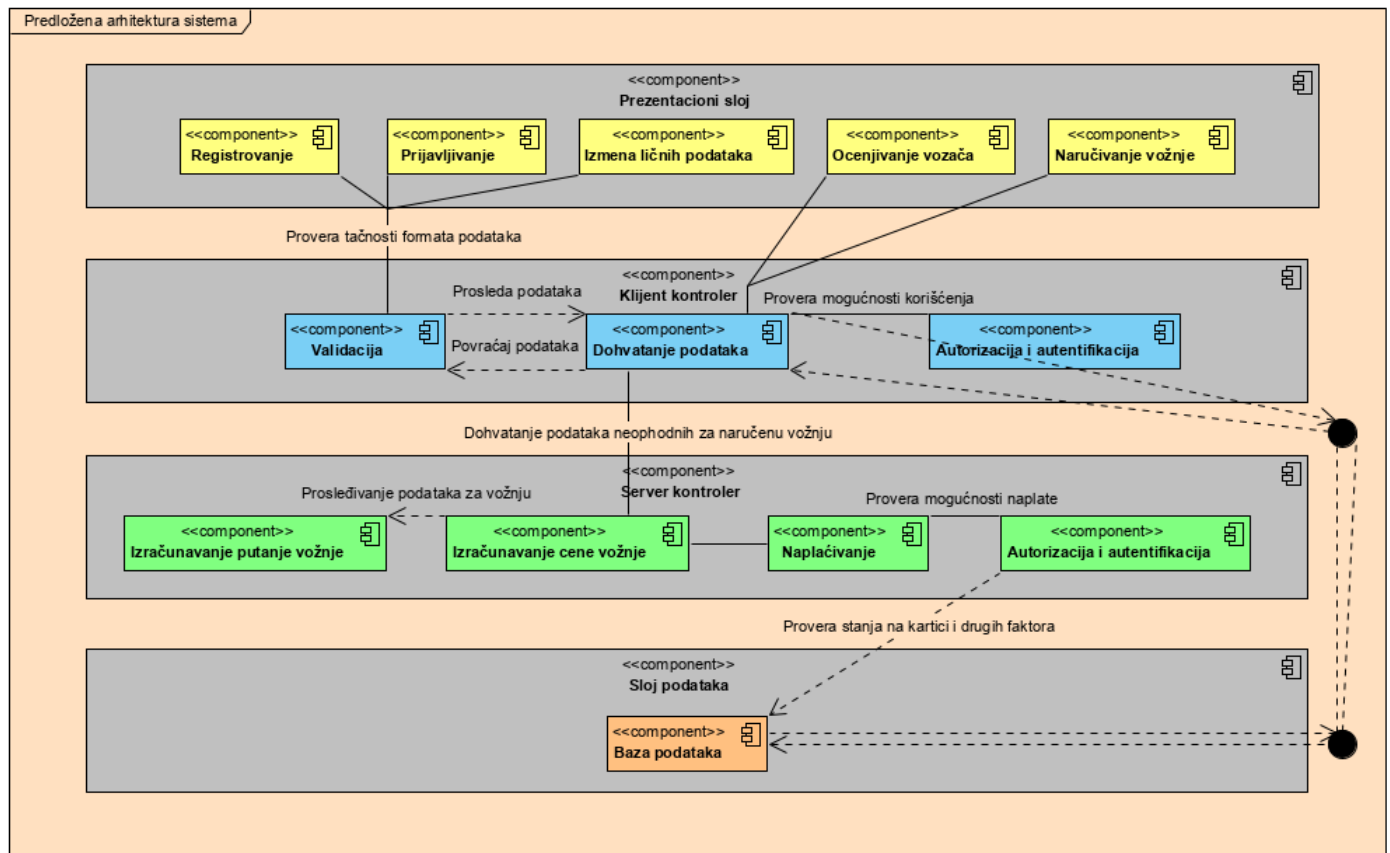 Predložena arhitektura sistema
<<component>>
Prezentacioni sloj
<<component>>
Registrovanje
<<component>>
Prijavljivanje
<<component>>
Izmena ličnih podataka
<<component>>
Ocenjivanje vozača
<<component>>
Naručivanje vožnje
Provera tačnosti formata podataka
<<component>>
Klijent kontroler
Prosleda podataka
Provera mogućnosti korišćenja
<<component>>
Validacija
Povraćaj podataka
<<component>>
Dohvatanje podataka
<<component>>
Autorizacija i autentifikacija
Dohvatanje podataka neophodnih za naručenu vožnju
<<component>>
Server kontroler
Prosleđivanje podataka za vožnju
Provera mogućnosti naplate
<<component>>
Izračunavanje putanje vožnje
<<component>>
Izračunavanje cene vožnje
<<component>>
Naplaćivanje
<<component>>
Autorizacija i autentifikacija
Provera stanja na kartici i drugih faktora
<<component>>
Sloj podataka
<<component>>
Baza podataka